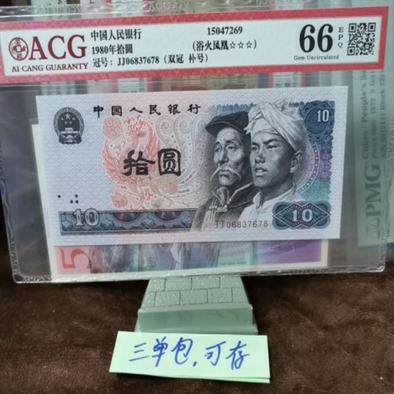 ACG
AI CANG GUARANTY
中国人民银行
1980年拾圆
冠号：JJ06837678（双冠 补号）
15047269
（浴火凤凰☆☆☆）
66 EPQ
Gem Uncirculated
中国人民银行
10
拾圆
10
JJ06837678
10
5
PMG
三单包，可存